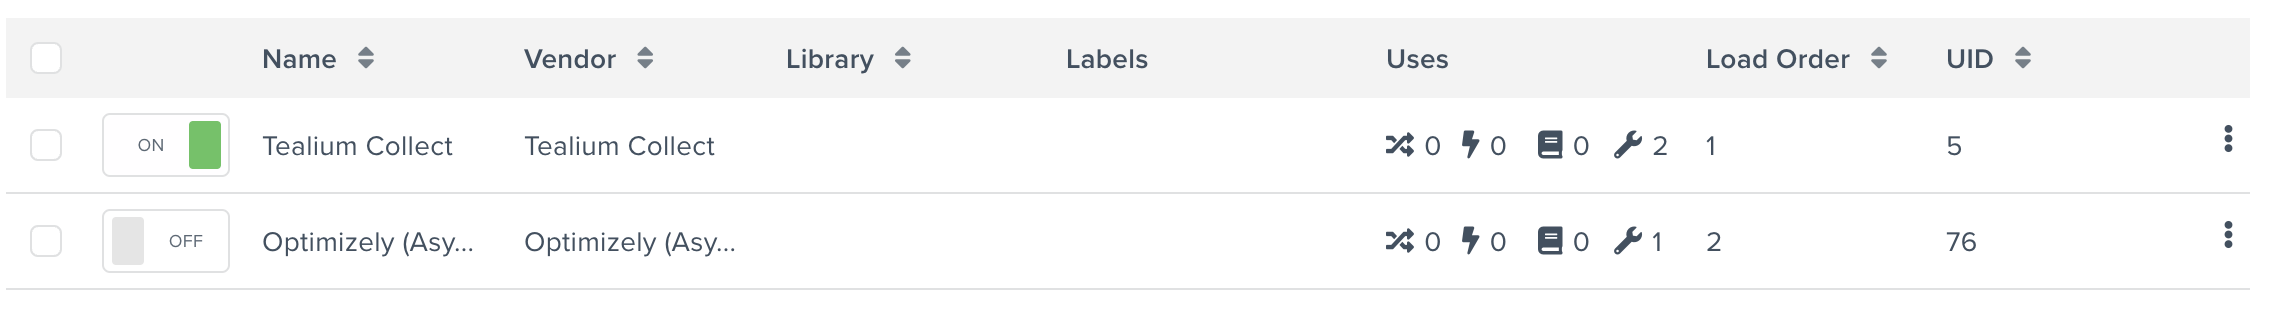 Name Vendor Library Labels Uses Load Order UID
ON Tealium Collect Tealium Collect 0 0 0 2 1 5
OFF Optimizely (Asy... Optimizely (Asy... 0 0 0 1 2 76